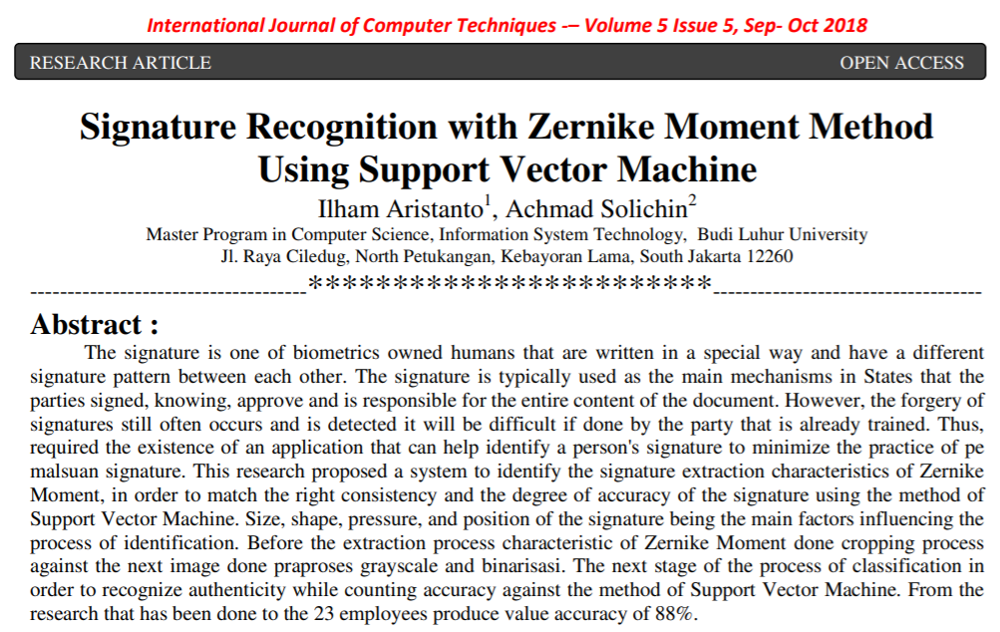 International Journal of Computer Techniques -– Volume 5 Issue 5, Sep- Oct 2018
RESEARCH ARTICLE OPEN ACCESS
Signature Recognition with Zernike Moment Method
Using Support Vector Machine
Ilham Aristanto1, Achmad Solichin2
Master Program in Computer Science, Information System Technology, Budi Luhur University
Jl. Raya Ciledug, North Petukangan, Kebayoran Lama, South Jakarta 12260
-------------------------------------************************-------------------------------------
Abstract :
The signature is one of biometrics owned humans that are written in a special way and have a different
signature pattern between each other. The signature is typically used as the main mechanisms in States that the
parties signed, knowing, approve and is responsible for the entire content of the document. However, the forgery of
signatures still often occurs and is detected it will be difficult if done by the party that is already trained. Thus,
required the existence of an application that can help identify a person's signature to minimize the practice of pe
malsuan signature. This research proposed a system to identify the signature extraction characteristics of Zernike
Moment, in order to match the right consistency and the degree of accuracy of the signature using the method of
Support Vector Machine. Size, shape, pressure, and position of the signature being the main factors influencing the
process of identification. Before the extraction process characteristic of Zernike Moment done cropping process
against the next image done praproses grayscale and binarisasi. The next stage of the process of classification in
order to recognize authenticity while counting accuracy against the method of Support Vector Machine. From the
research that has been done to the 23 employees produce value accuracy of 88%.